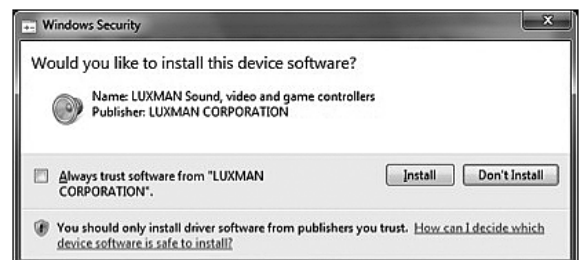 Windows Security
Would you like to install this device software?
Name: LUXMAN Sound, video and game controllers
Publisher: LUXMAN CORPORATION
Always trust software from "LUXMAN
CORPORATION".
Install
Don't Install
You should only install driver software from publishers you trust. How can I decide which
device software is safe to install?